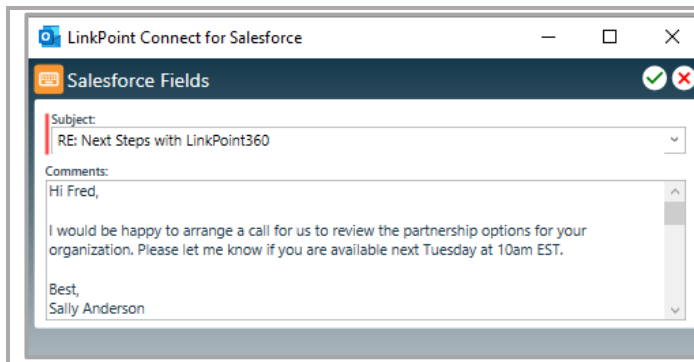 LinkPoint Connect for Salesforce
Salesforce Fields
Subject:
RE: Next Steps with LinkPoint360
Comments:
Hi Fred,
I would be happy to arrange a call for us to review the partnership options for your
organization. Please let me know if you are available next Tuesday at 10am EST.
Best,
Sally Anderson